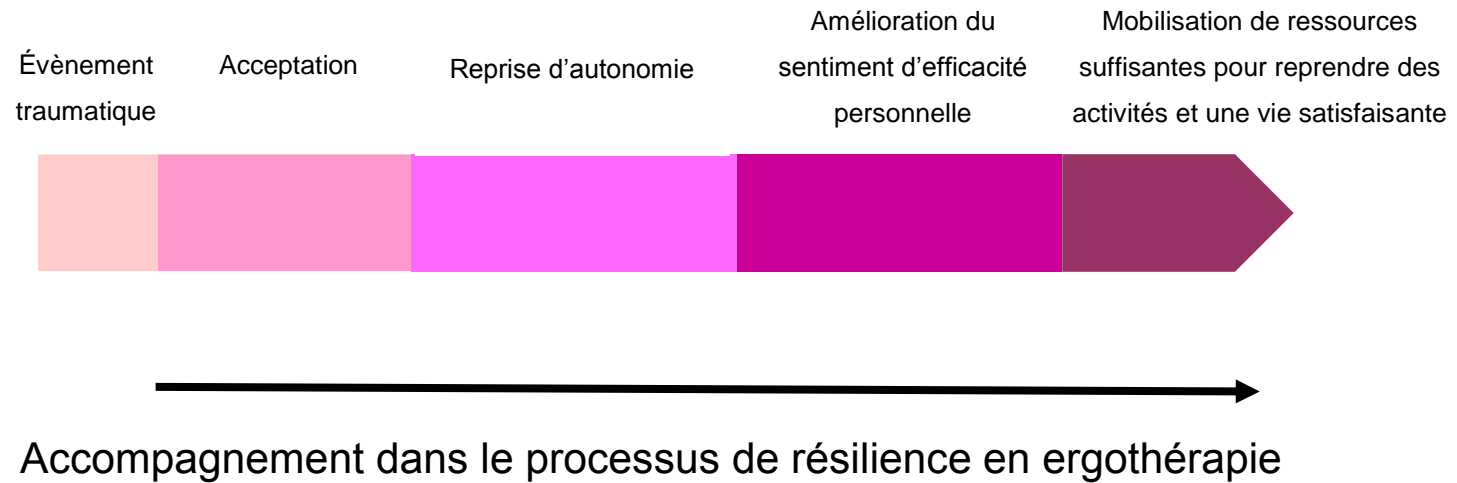 Évènement
traumatique
Acceptation
Reprise d’autonomie
Amélioration du
sentiment d’efficacité
personnelle
Mobilisation de ressources
suffisantes pour reprendre des
activités et une vie satisfaisante
Accompagnement dans le processus de résilience en ergothérapie